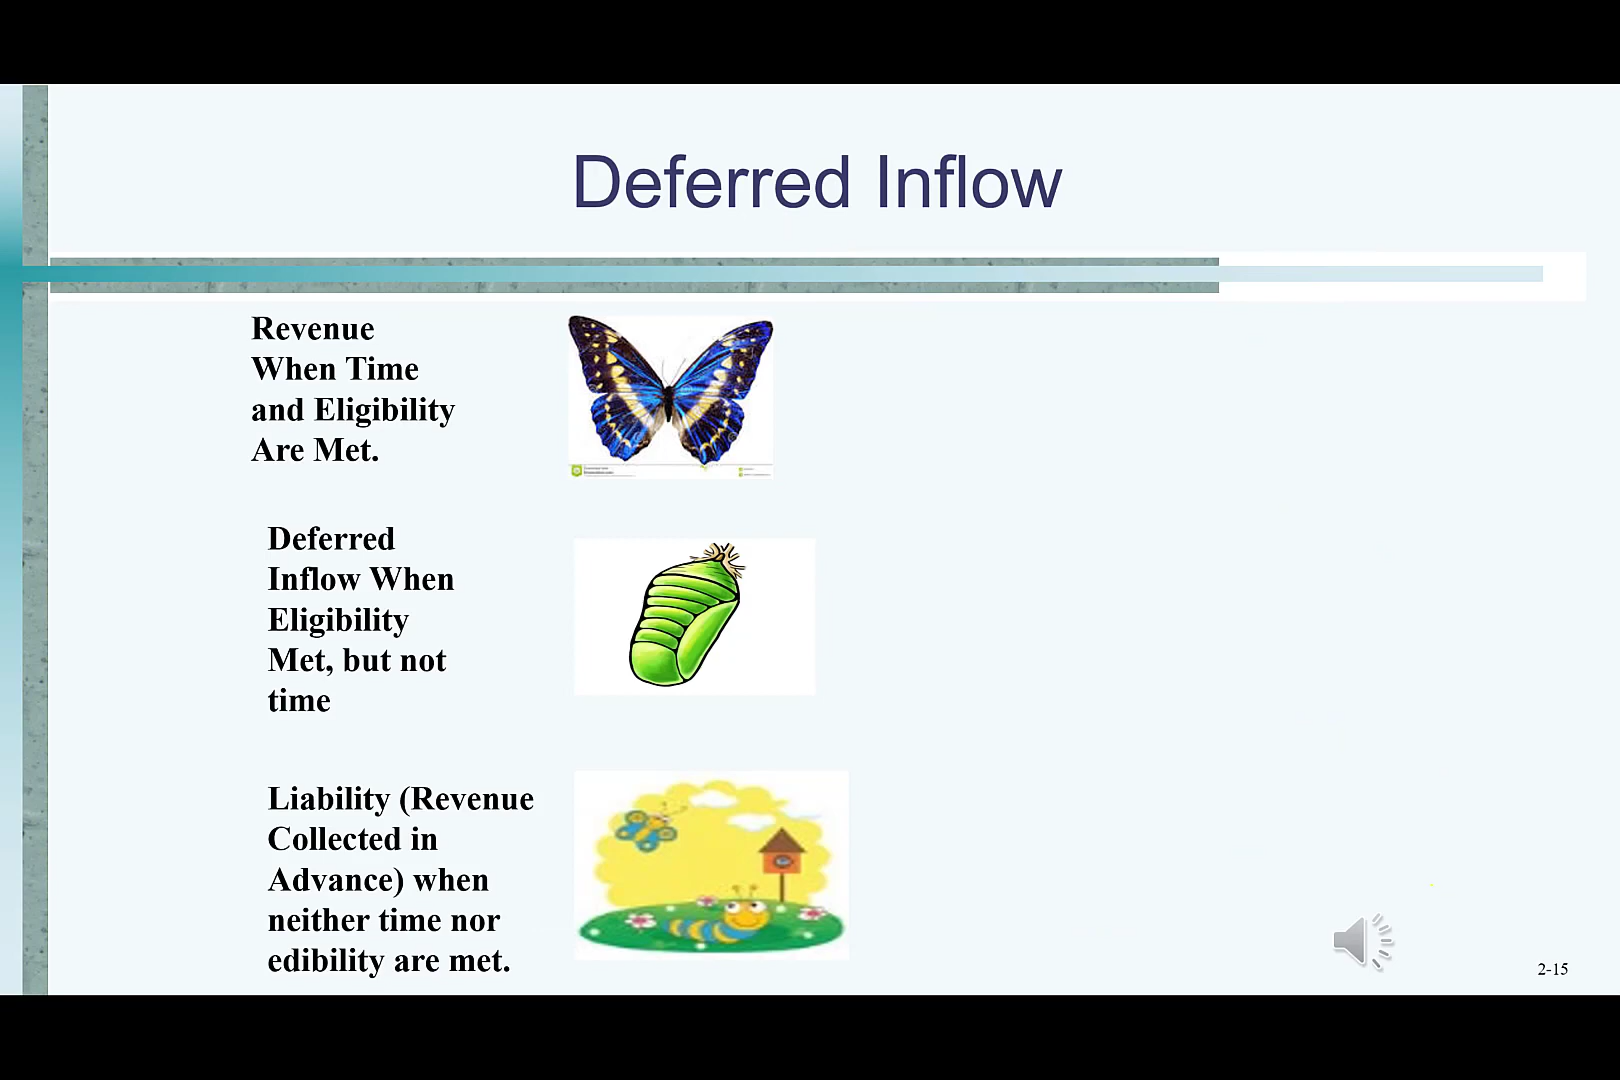 Deferred Inflow
Revenue
When Time
and Eligibility
Are Met.
Deferred
Inflow When
Eligibility
Met, but not
time
Liability (Revenue
Collected in
Advance) when
neither time nor
edibility are met.
2-15